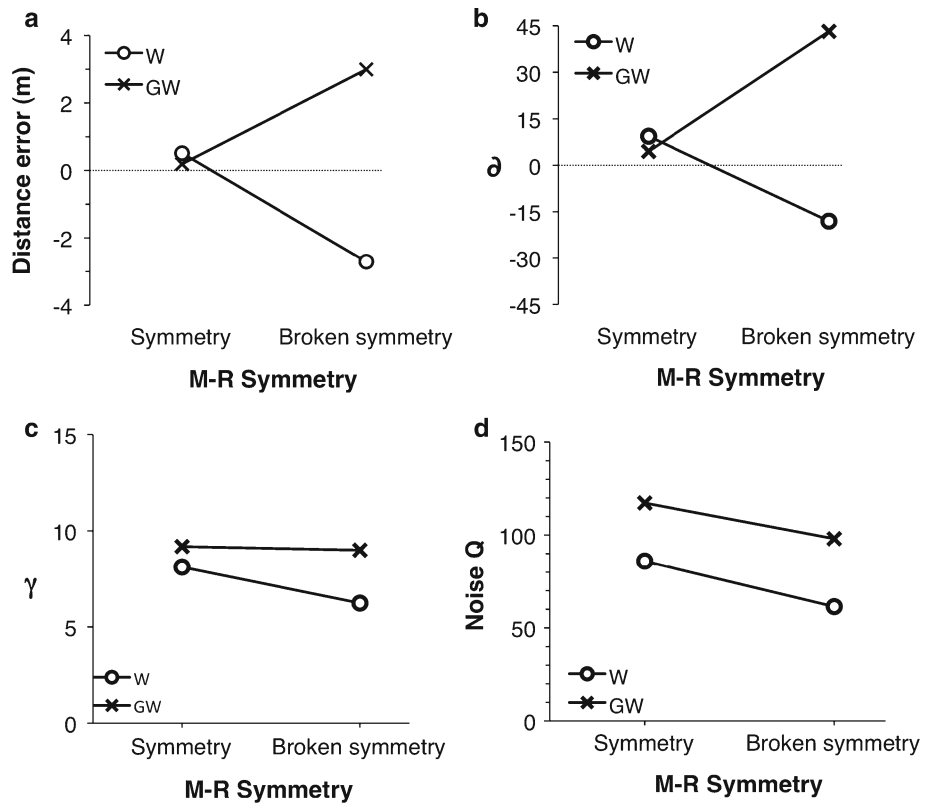 a
Distance error (m)
4
2
0
-2
-4
W
GW
Symmetry
Broken symmetry
M-R Symmetry
b
∂
45
30
15
0
-15
-30
-45
W
GW
Symmetry
Broken symmetry
M-R Symmetry
c
γ
15
10
5
0
W
GW
Symmetry
Broken symmetry
M-R Symmetry
d
Noise Q
150
100
50
0
W
GW
Symmetry
Broken symmetry
M-R Symmetry